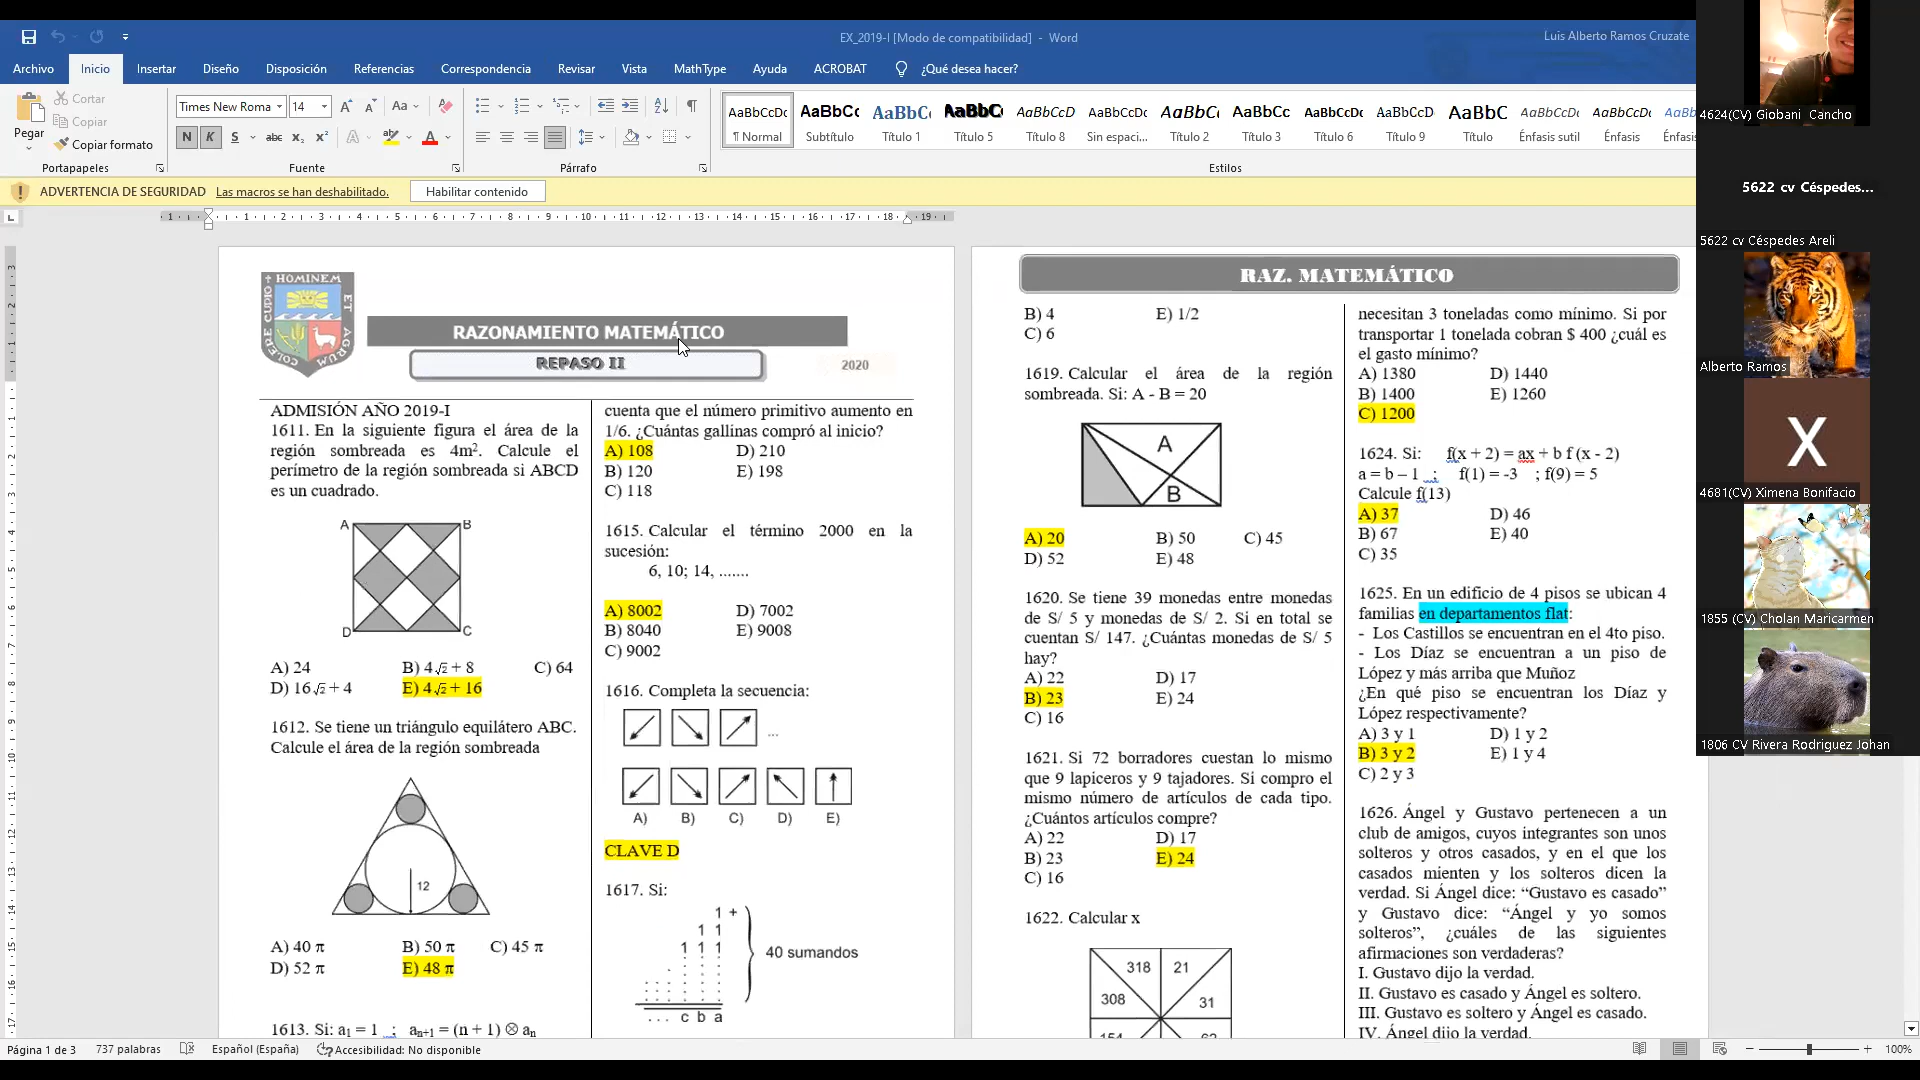 EX_2019-I [Modo de compatibilidad] - Word
Luis Alberto Ramos Cruzate
Archivo Inicio Insertar Diseño Disposición Referencias Correspondencia Revisar Vista MathType Ayuda ACROBAT ¿Qué desea hacer?
Pegar
Cortar
Copiar
Copiar formato
Portapapeles
Times New Roma 14
N K S abc x₂ x²
Fuente
Párrafo
AaBbCcDc AaBbCc AaBbC AaBbC AaBbCcD AaBbCcDc AaBbC AaBbCc AaBbCcDc AaBbCcD AaBbC AaBbCcD AaBbCcDc AaBb
¶ Normal Subtítulo Título 1 Título 5 Título 8 Sin espaci... Título 2 Título 3 Título 6 Título 9 Título Énfasis sutil Énfasis Énfasis
Estilos
ADVERTENCIA DE SEGURIDAD Las macros se han deshabilitado. Habilitar contenido
HOMINEM ET AGRUM COLERE CUPIO
RAZONAMIENTO MATEMÁTICO
REPASO II
2020
ADMISIÓN AÑO 2019-I
1611. En la siguiente figura el área de la
región sombreada es 4m². Calcule el
perímetro de la región sombreada si ABCD
es un cuadrado.
A B
D C
A) 24 B) 4√2 + 8 C) 64
D) 16√2 + 4 E) 4√2 + 16
1612. Se tiene un triángulo equilátero ABC.
Calcule el área de la región sombreada
12
A) 40 π B) 50 π C) 45 π
D) 52 π E) 48 π
1613. Si: a₁ = 1 ; aₙ₊₁ = (n + 1) ⊗ aₙ
cuenta que el número primitivo aumento en
1/6. ¿Cuántas gallinas compró al inicio?
A) 108 D) 210
B) 120 E) 198
C) 118
1615. Calcular el término 2000 en la
sucesión:
6, 10; 14, .......
A) 8002 D) 7002
B) 8040 E) 9008
C) 9002
1616. Completa la secuencia:
...
A) B) C) D) E)
CLAVE D
1617. Si:
1 +
1 1
1 1 1
40 sumandos
... c b a
RAZ. MATEMÁTICO
B) 4 E) 1/2
C) 6
1619. Calcular el área de la región
sombreada. Si: A - B = 20
A
B
A) 20 B) 50 C) 45
D) 52 E) 48
1620. Se tiene 39 monedas entre monedas
de S/ 5 y monedas de S/ 2. Si en total se
cuentan S/ 147. ¿Cuántas monedas de S/ 5
hay?
A) 22 D) 17
B) 23 E) 24
C) 16
1621. Si 72 borradores cuestan lo mismo
que 9 lapiceros y 9 tajadores. Si compro el
mismo número de artículos de cada tipo.
¿Cuántos artículos compre?
A) 22 D) 17
B) 23 E) 24
C) 16
1622. Calcular x
318 21
308 31
154 62
necesitan 3 toneladas como mínimo. Si por
transportar 1 tonelada cobran $ 400 ¿cuál es
el gasto mínimo?
A) 1380 D) 1440
B) 1400 E) 1260
C) 1200
1624. Si: f(x + 2) = ax + b f (x - 2)
a = b – 1 ; f(1) = -3 ; f(9) = 5
Calcule f(13)
A) 37 D) 46
B) 67 E) 40
C) 35
1625. En un edificio de 4 pisos se ubican 4
familias en departamentos flat:
- Los Castillos se encuentran en el 4to piso.
- Los Díaz se encuentran a un piso de
López y más arriba que Muñoz
¿En qué piso se encuentran los Díaz y
López respectivamente?
A) 3 y 1 D) 1 y 2
B) 3 y 2 E) 1 y 4
C) 2 y 3
1626. Ángel y Gustavo pertenecen a un
club de amigos, cuyos integrantes son unos
solteros y otros casados, y en el que los
casados mienten y los solteros dicen la
verdad. Si Ángel dice: “Gustavo es casado”
y Gustavo dice: “Ángel y yo somos
solteros”, ¿cuáles de las siguientes
afirmaciones son verdaderas?
I. Gustavo dijo la verdad.
II. Gustavo es casado y Ángel es soltero.
III. Gustavo es soltero y Ángel es casado.
IV. Ángel dijo la verdad.
4624(CV) Giobani Cancho
5622 cv Céspedes...
5622 cv Céspedes Areli
Alberto Ramos
X
4681(CV) Ximena Bonifacio
1855 (CV) Cholan Maricarmen
1806 CV Rivera Rodriguez Johan
Página 1 de 3 737 palabras Español (España) Accesibilidad: No disponible 100%